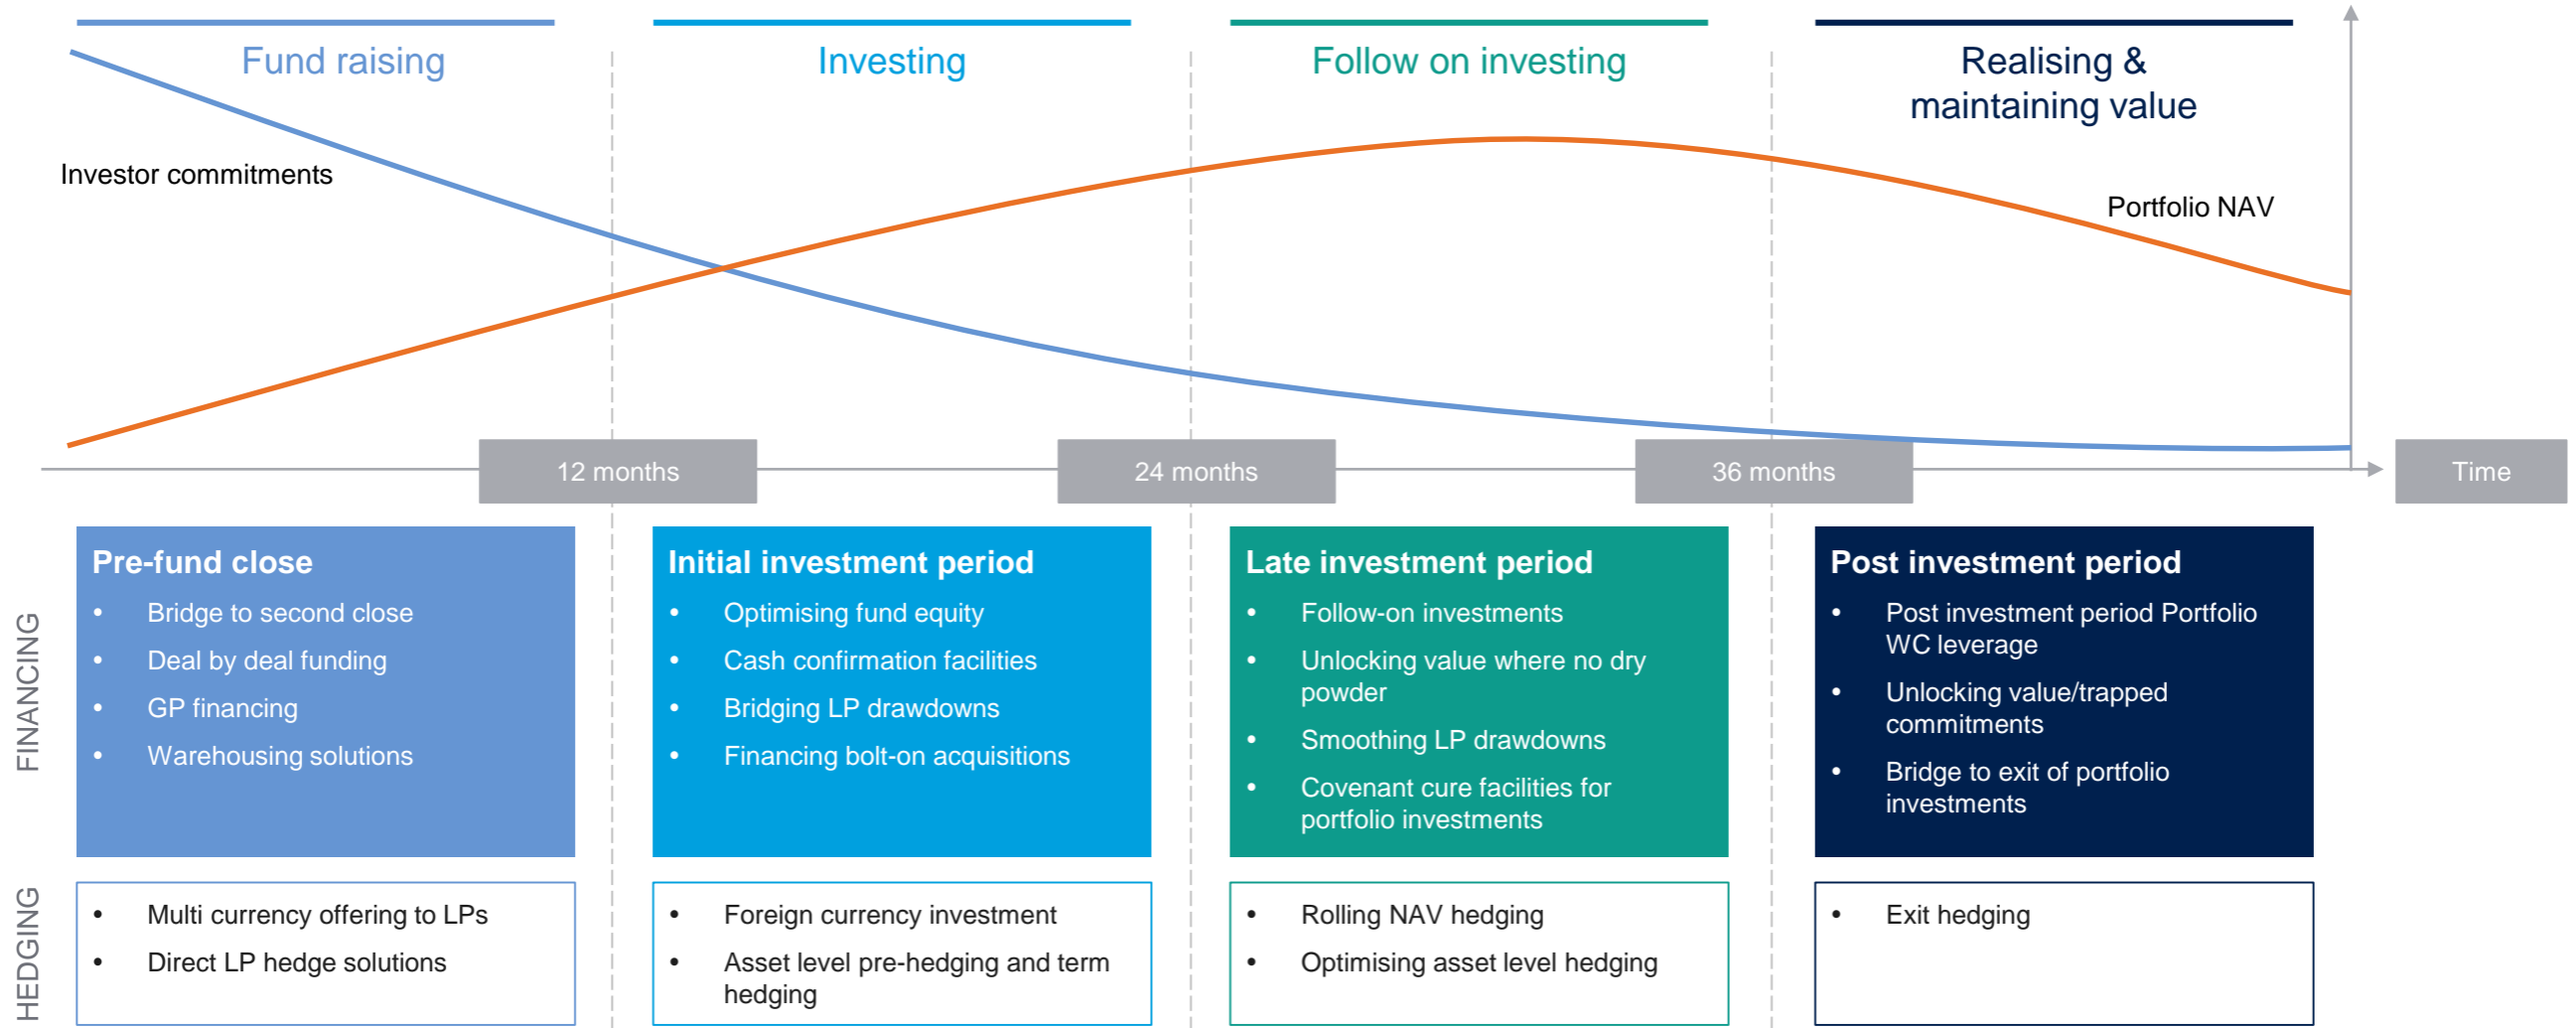 Fund raising
Investing
Follow on investing
Realising &
maintaining value
Investor commitments
Portfolio NAV
12 months
24 months
36 months
Time
FINANCING
Pre-fund close
• Bridge to second close
• Deal by deal funding
• GP financing
• Warehousing solutions
Initial investment period
• Optimising fund equity
• Cash confirmation facilities
• Bridging LP drawdowns
• Financing bolt-on acquisitions
Late investment period
• Follow-on investments
• Unlocking value where no dry
powder
• Smoothing LP drawdowns
• Covenant cure facilities for
portfolio investments
Post investment period
• Post investment period Portfolio
WC leverage
• Unlocking value/trapped
commitments
• Bridge to exit of portfolio
investments
HEDGING
• Multi currency offering to LPs
• Direct LP hedge solutions
• Foreign currency investment
• Asset level pre-hedging and term
hedging
• Rolling NAV hedging
• Optimising asset level hedging
• Exit hedging